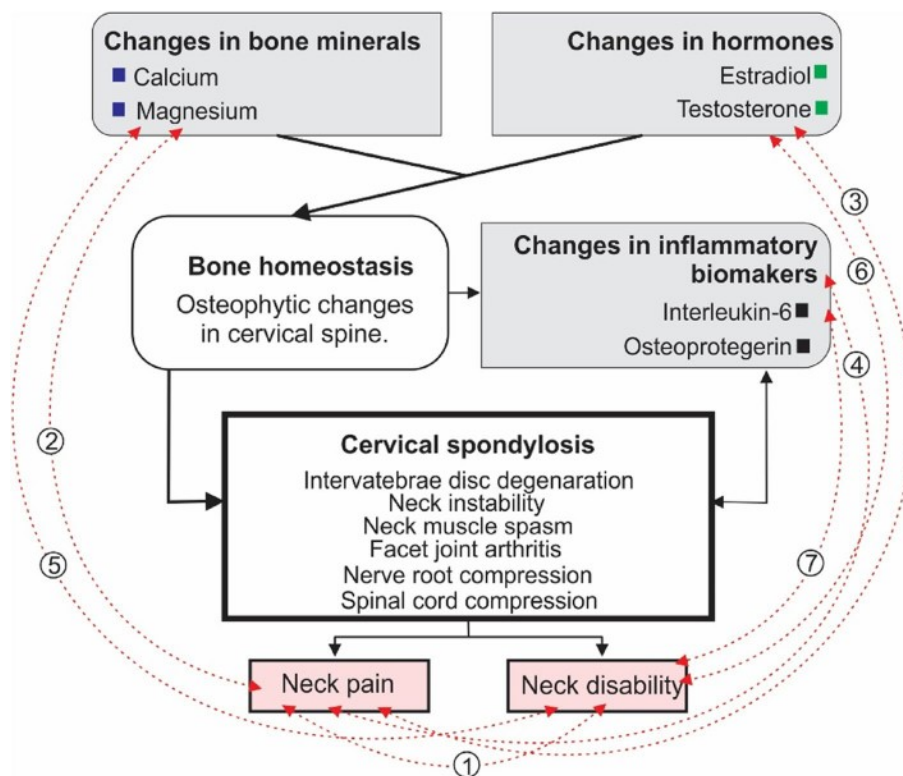 Changes in bone minerals
Calcium
Magnesium
Changes in hormones
Estradiol
Testosterone
③
Bone homeostasis
Osteophytic changes
in cervical spine.
Changes in inflammatory
biomakers
Interleukin-6
Osteoprotegerin
⑥
④
②
Cervical spondylosis
Intervatebrae disc degenaration
Neck instability
Neck muscle spasm
Facet joint arthritis
Nerve root compression
Spinal cord compression
⑤
⑦
Neck pain
Neck disability
①